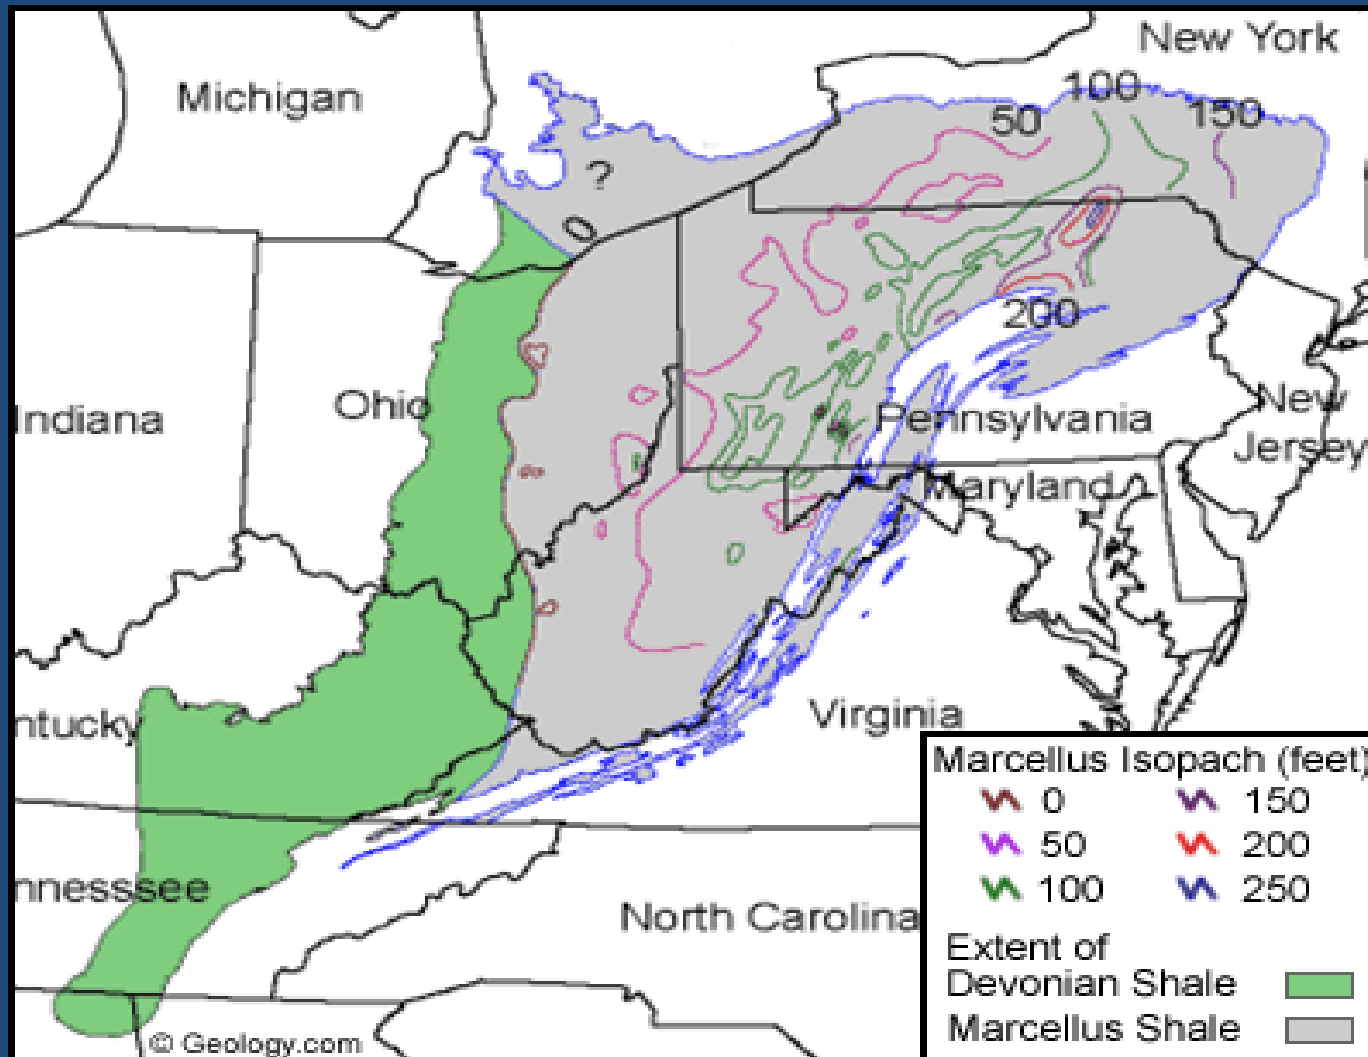 New York
Michigan
100
50
150
?
0
200
New
Jersey
Indiana
Ohio
Pennsylvania
Maryland
ntucky
Virginia
nnesssee
North Carolina
© Geology.com
Marcellus Isopach (feet)
0
150
50
200
100
250
Extent of
Devonian Shale
Marcellus Shale